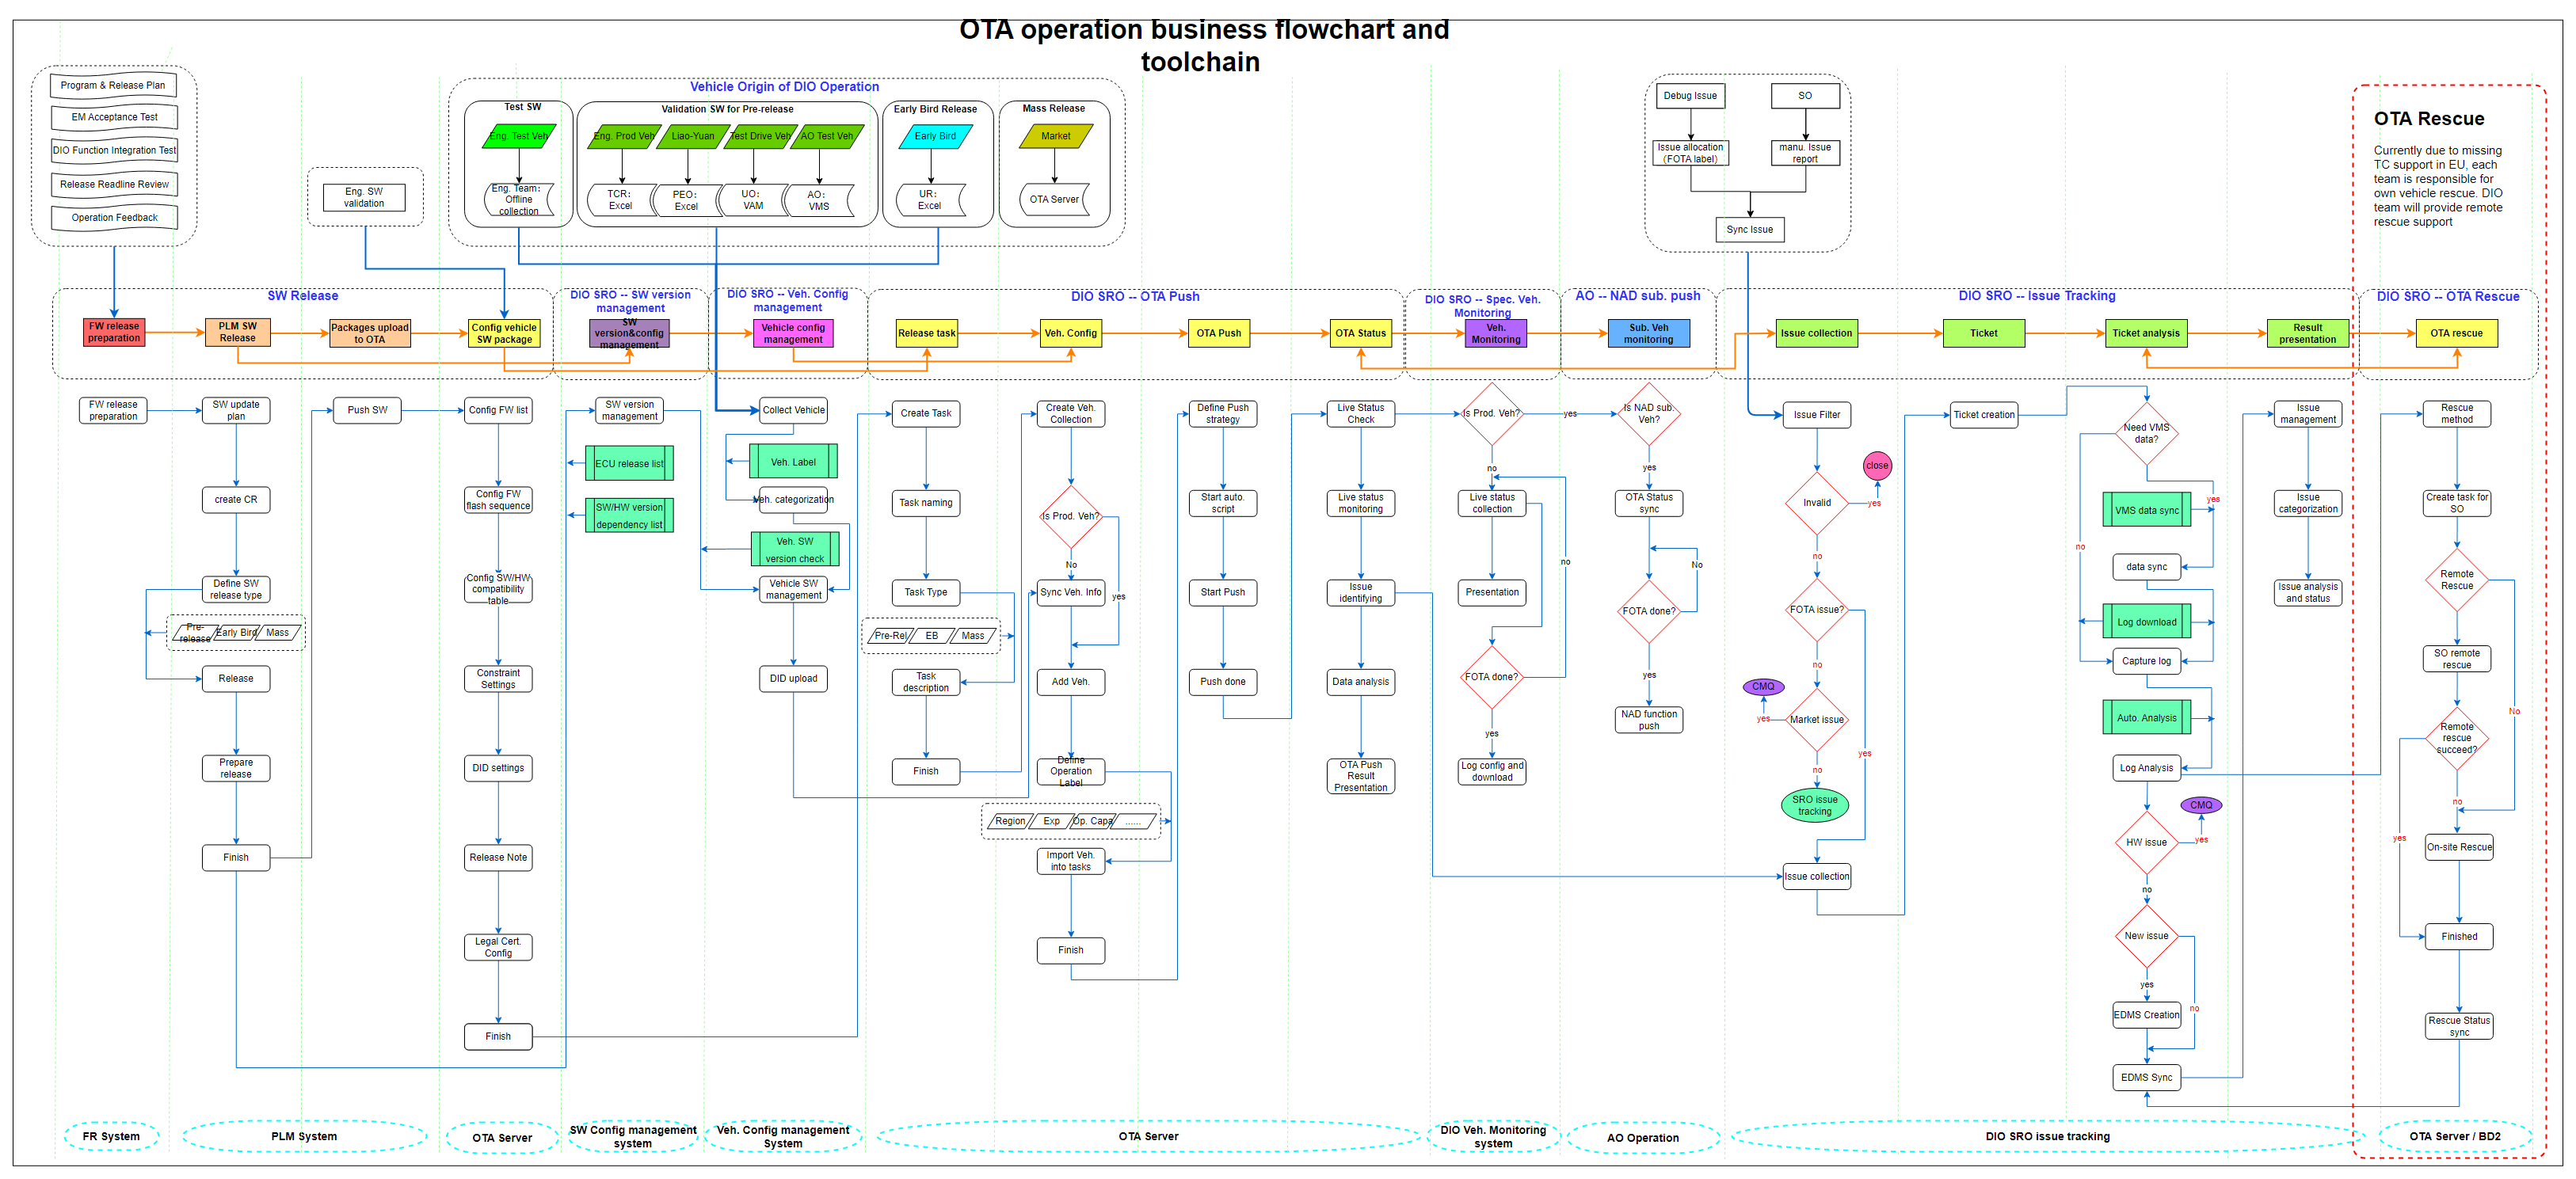 OTA operation business flowchart and
toolchain
Program & Release Plan
EM Acceptance Test
DIO Function Integration Test
Release Readline Review
Operation Feedback
Eng. SW
validation
Vehicle Origin of DIO Operation
Test SW
Eng. Test Veh
Eng. Team：
Offline
collection
Validation SW for Pre-release
Eng. Prod Veh
Liao-Yuan
Test Drive Veh
AO Test Veh
TCR：
Excel
PEO：
Excel
UO：
VAM
AO：
VMS
Early Bird Release
Early Bird
UR：
Excel
Mass Release
Market
OTA Server
Debug Issue
SO
Issue allocation
（FOTA label）
manu. Issue
report
Sync Issue
OTA Rescue
Currently due to missing
TC support in EU, each
team is responsible for
own vehicle rescue. DIO
team will provide remote
rescue support
SW Release
DIO SRO -- SW version
management
DIO SRO -- Veh. Config
management
DIO SRO -- OTA Push
DIO SRO -- Spec. Veh.
Monitoring
AO -- NAD sub. push
DIO SRO -- Issue Tracking
DIO SRO -- OTA Rescue
FW release
preparation
PLM SW
Release
Packages upload
to OTA
Config vehicle
SW package
SW
version&config
management
Vehicle config
management
Release task
Veh. Config
OTA Push
OTA Status
Veh.
Monitoring
Sub. Veh
monitoring
Issue collection
Ticket
Ticket analysis
Result
presentation
OTA rescue
FW release
preparation
SW update
plan
create CR
Define SW
release type
Pre-
release
Early Bird
Mass
Release
Prepare
release
Finish
Push SW
Config FW list
Config FW
flash sequence
Config SW/HW
compatibility
table
Constraint
Settings
DID settings
Release Note
Legal Cert.
Config
Finish
SW version
management
ECU release list
SW/HW version
dependency list
Collect Vehicle
Veh. Label
Veh. categorization
Veh. SW
version check
Vehicle SW
management
DID upload
Create Task
Task naming
Task Type
Pre-Rel
EB
Mass
Task
description
Finish
Create Veh.
Collection
Is Prod. Veh?
No
yes
Sync Veh. Info
Add Veh.
Define
Operation
Label
Region
Exp
Op. Capa
......
Import Veh.
into tasks
Finish
Define Push
strategy
Start auto.
script
Start Push
Push done
Live Status
Check
Live status
monitoring
Issue
identifying
Data analysis
OTA Push
Result
Presentation
Is Prod. Veh?
yes
no
Live status
collection
Presentation
no
FOTA done?
yes
Log config and
download
Is NAD sub.
Veh?
yes
OTA Status
sync
No
FOTA done?
yes
NAD function
push
Issue Filter
close
Invalid
yes
no
FOTA issue?
no
CMQ
yes
Market issue
yes
no
SRO issue
tracking
Issue collection
Ticket creation
Need VMS
data?
yes
no
VMS data sync
data sync
Log download
Capture log
Auto. Analysis
Log Analysis
CMQ
HW issue
yes
no
New issue
yes
no
EDMS Creation
EDMS Sync
Issue
management
Issue
categorization
Issue analysis
and status
Rescue
method
Create task for
SO
Remote
Rescue
SO remote
rescue
No
Remote
rescue
succeed?
no
yes
On-site Rescue
Finished
Rescue Status
sync
FR System
PLM System
OTA Server
SW Config management
system
Veh. Config management
System
OTA Server
DIO Veh. Monitoring
system
AO Operation
DIO SRO issue tracking
OTA Server / BD2